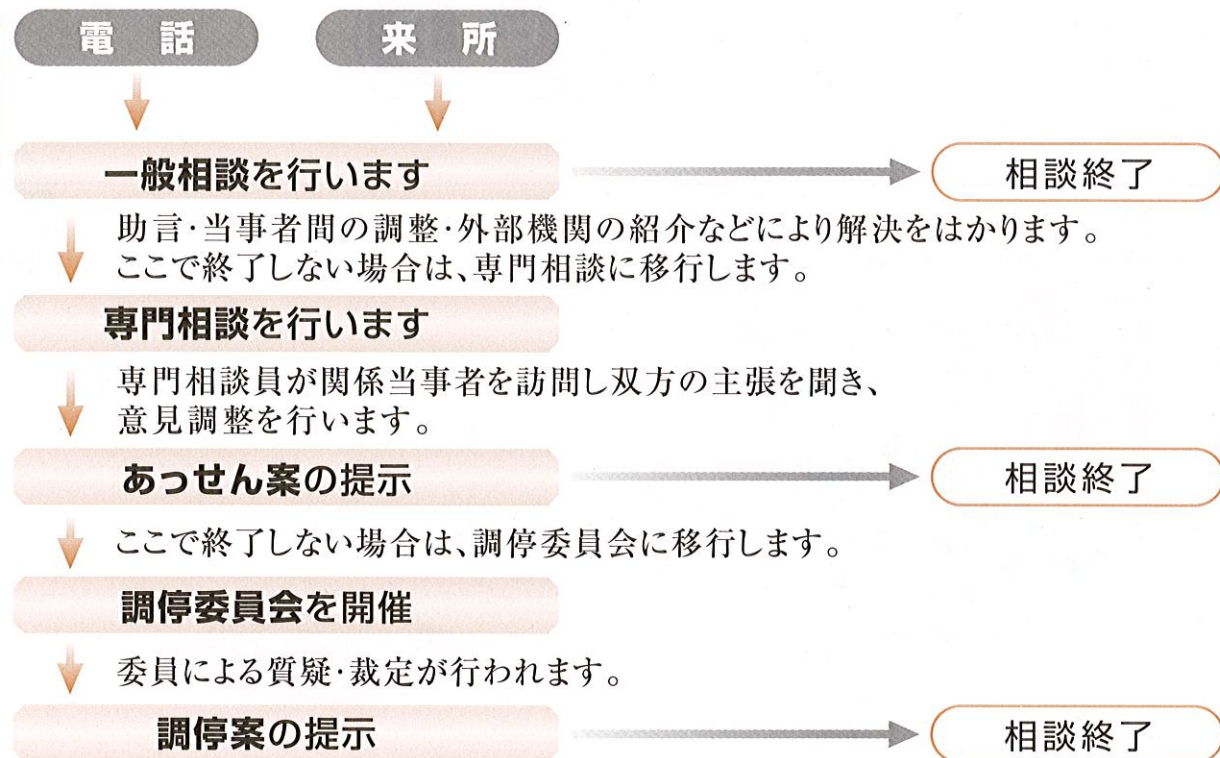 電話
来所
一般相談を行います
相談終了
助言・当事者間の調整・外部機関の紹介などにより解決をはかります。
ここで終了しない場合は、専門相談に移行します。
専門相談を行います
専門相談員が関係当事者を訪問し双方の主張を聞き、
意見調整を行います。
あっせん案の提示
相談終了
ここで終了しない場合は、調停委員会に移行します。
調停委員会を開催
委員による質疑・裁定が行われます。
調停案の提示
相談終了